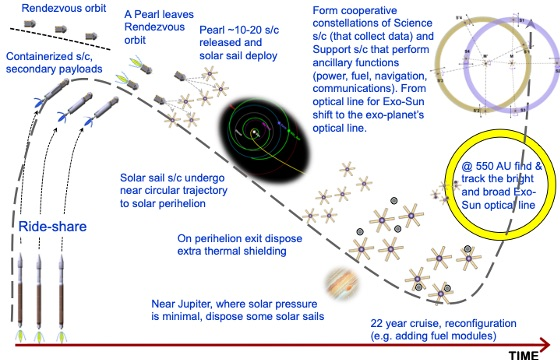 Rendezvous orbit
A Pearl leaves
Rendezvous
orbit
Containerized s/c,
secondary payloads
Pearl ~10-20 s/c
released and
solar sail deploy
Form cooperative
constellations of Science
s/c (that collect data) and
Support s/c that perform
ancillary functions
(power, fuel, navigation,
communications). From
optical line for Exo-Sun
shift to the exo-planet's
optical line.
@ 550 AU find &
track the bright
and broad Exo-
Sun optical line
Solar sail s/c undergo
near circular trajectory
to solar perihelion
Ride-share
On perihelion exit dispose
extra thermal shielding
Near Jupiter, where solar pressure
is minimal, dispose some solar sails
22 year cruise, reconfiguration
(e.g. adding fuel modules)
TIME